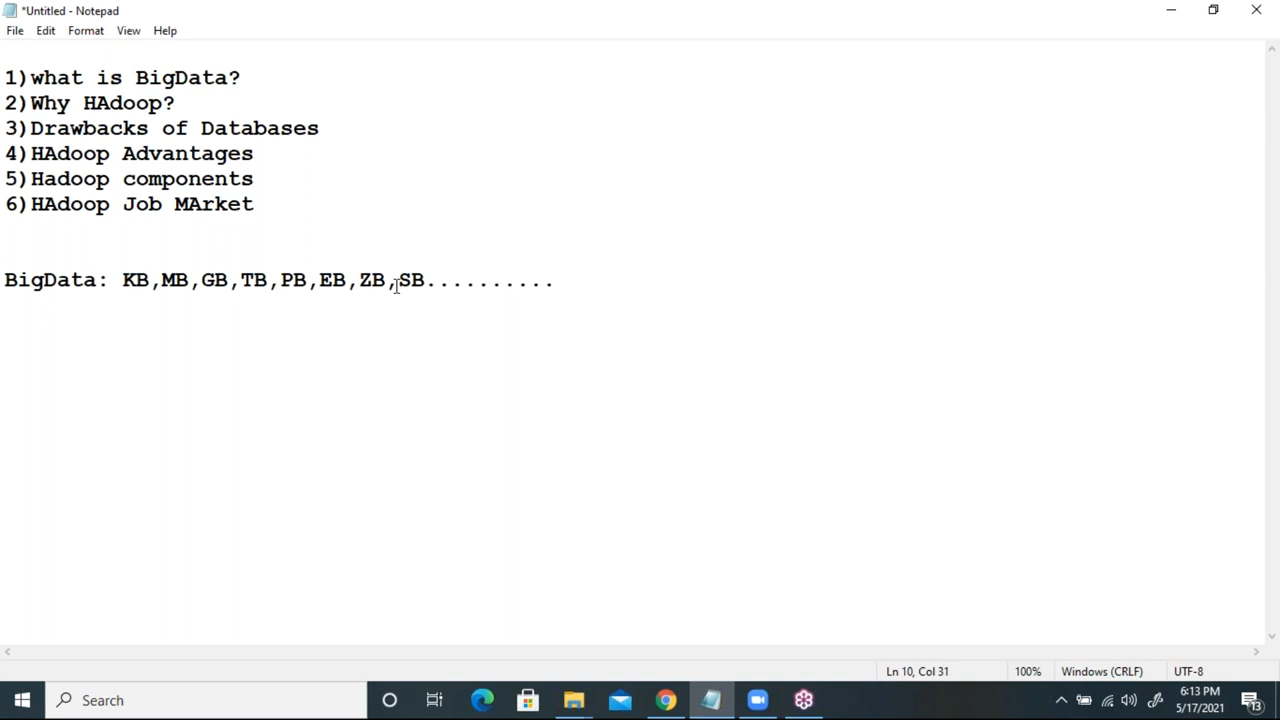 *Untitled - Notepad
File Edit Format View Help
1)what is BigData?
2)Why HAdoop?
3)Drawbacks of Databases
4)HAdoop Advantages
5)Hadoop components
6)HAdoop Job MArket
BigData: KB,MB,GB,TB,PB,EB,ZB,SB..........
Ln 10, Col 31 100% Windows (CRLF) UTF-8
Search
6:13 PM
5/17/2021
13